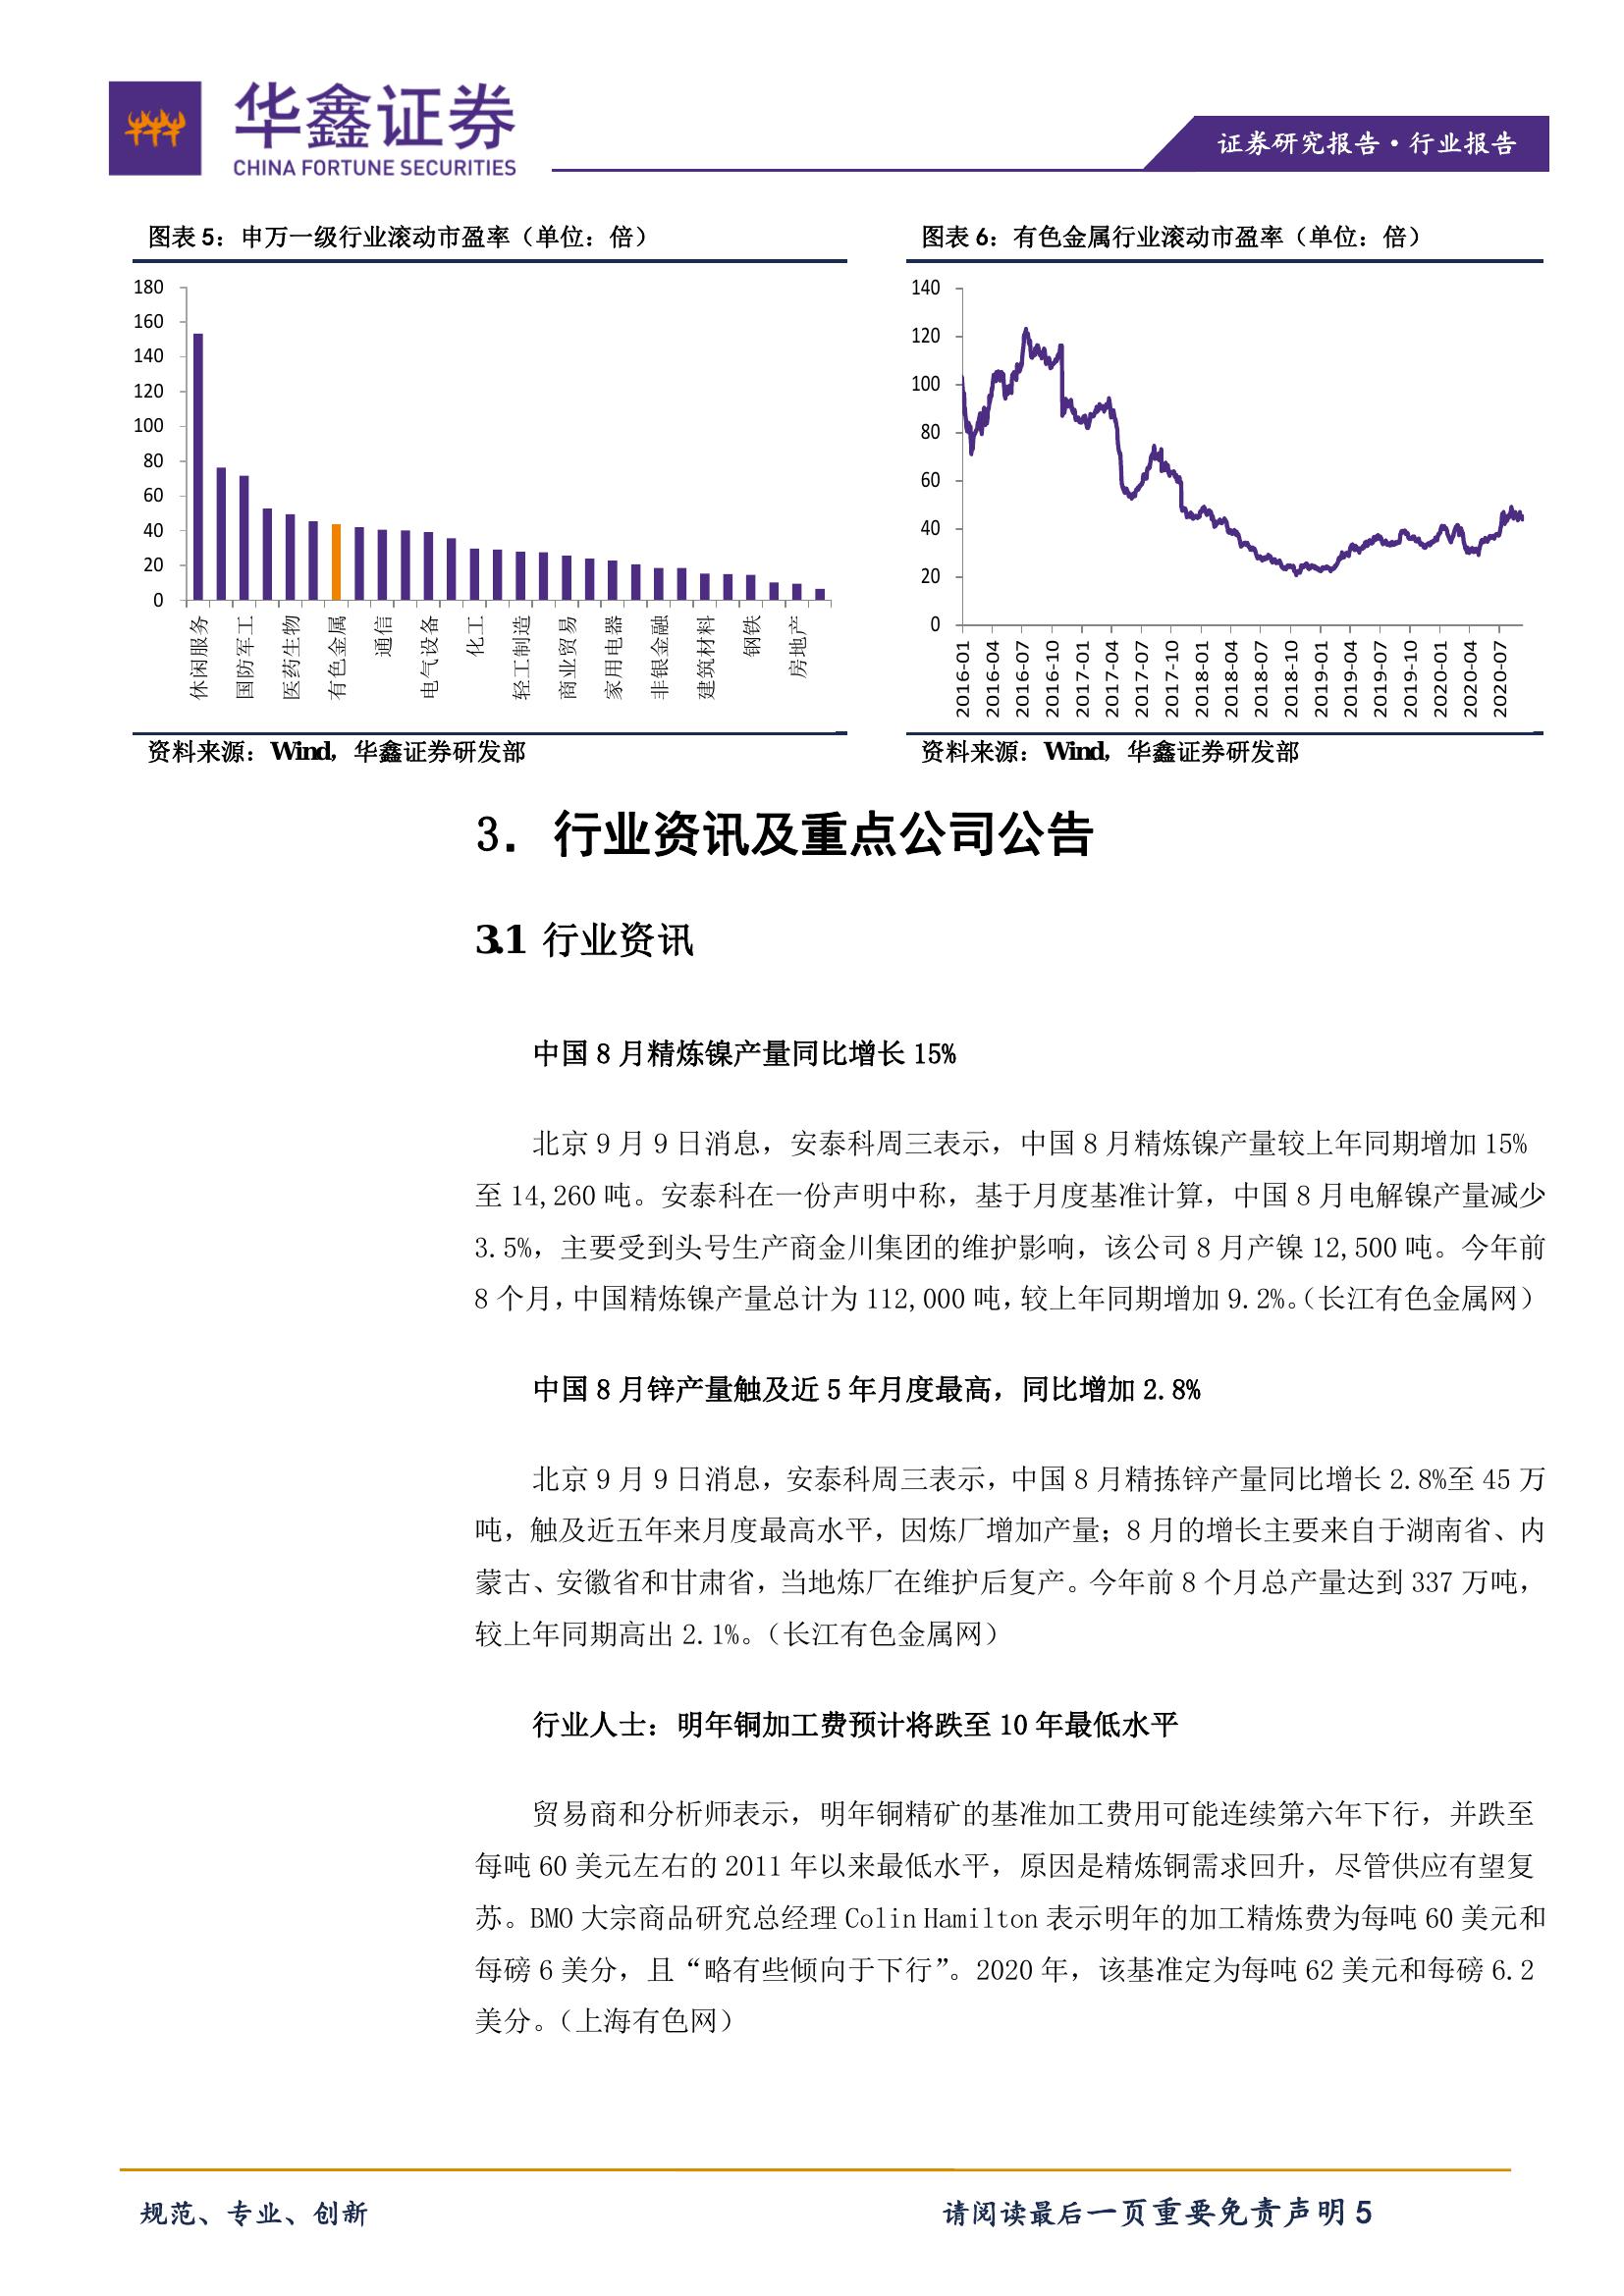 华鑫证券
CHINA FORTUNE SECURITIES
证券研究报告·行业报告
图表 5：申万一级行业滚动市盈率（单位：倍）
180
160
140
120
100
80
60
40
20
0
休闲服务
国防军工
医药生物
有色金属
通信
电气设备
化工
轻工制造
商业贸易
家用电器
非银金融
建筑材料
钢铁
房地产
资料来源：Wind，华鑫证券研发部
图表 6：有色金属行业滚动市盈率（单位：倍）
140
120
100
80
60
40
20
0
2016-01
2016-04
2016-07
2016-10
2017-01
2017-04
2017-07
2017-10
2018-01
2018-04
2018-07
2018-10
2019-01
2019-04
2019-07
2019-10
2020-01
2020-04
2020-07
资料来源：Wind，华鑫证券研发部
3. 行业资讯及重点公司公告
3.1 行业资讯
中国 8 月精炼镍产量同比增长 15%
北京 9 月 9 日消息，安泰科周三表示，中国 8 月精炼镍产量较上年同期增加 15%
至 14,260 吨。安泰科在一份声明中称，基于月度基准计算，中国 8 月电解镍产量减少
3.5%，主要受到头号生产商金川集团的维护影响，该公司 8 月产镍 12,500 吨。今年前
8 个月，中国精炼镍产量总计为 112,000 吨，较上年同期增加 9.2%。（长江有色金属网）
中国 8 月锌产量触及近 5 年月度最高，同比增加 2.8%
北京 9 月 9 日消息，安泰科周三表示，中国 8 月精拣锌产量同比增长 2.8%至 45 万
吨，触及近五年来月度最高水平，因炼厂增加产量；8 月的增长主要来自于湖南省、内
蒙古、安徽省和甘肃省，当地炼厂在维护后复产。今年前 8 个月总产量达到 337 万吨，
较上年同期高出 2.1%。（长江有色金属网）
行业人士：明年铜加工费预计将跌至 10 年最低水平
贸易商和分析师表示，明年铜精矿的基准加工费用可能连续第六年下行，并跌至
每吨 60 美元左右的 2011 年以来最低水平，原因是精炼铜需求回升，尽管供应有望复
苏。BMO 大宗商品研究总经理 Colin Hamilton 表示明年的加工精炼费为每吨 60 美元和
每磅 6 美分，且“略有些倾向于下行”。2020 年，该基准定为每吨 62 美元和每磅 6.2
美分。（上海有色网）
规范、专业、创新
请阅读最后一页重要免责声明 5